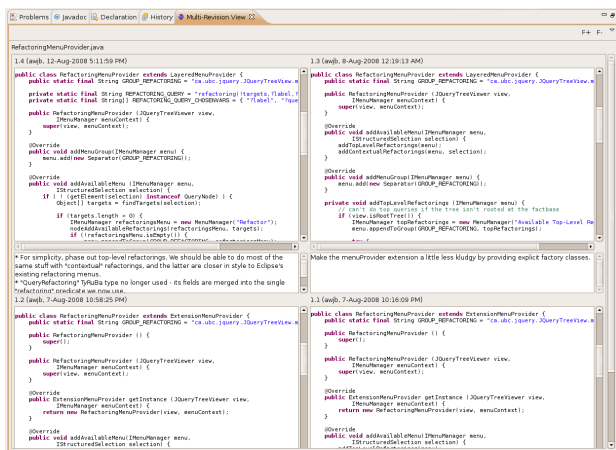 Problems @ Javadoc Declaration History Multi-Revision View
F+ F-
RefactoringMenuProvider.java
1.4 (awjb, 12-Aug-2008 5:11:59 PM)
public class RefactoringMenuProvider extends LayeredMenuProvider {
public static final String GROUP_REFACTORING = "ca.ubc.jquery.JQueryTreeView.m
private static final String REFACTORING_QUERY = "refactoring(!targets,?label,?
private static final String[] REFACTORING_QUERY_CHOSENVARS = { "?label", "?que
public RefactoringMenuProvider (JQueryTreeViewer view,
IMenuManager menuContext) {
super(view, menuContext);
}
@Override
public void addMenuGroup(IMenuManager menu) {
menu.add(new Separator(GROUP_REFACTORING));
}
@Override
public void addAvailableMenu (IMenuManager menu,
IStructuredSelection selection) {
if ( ! (getElement(selection) instanceof QueryNode) ) {
Object[] targets = findTargets(selection);
if (targets.length > 0) {
IMenuManager refactoringsMenu = new MenuManager("Refactor");
nodeAddAvailableRefactorings(refactoringsMenu, targets);
if (!refactoringsMenu.isEmpty()) {
* For simplicity, phase out top-level refactorings. We should be able to do most of the
same stuff with "contextual" refactorings, and the latter are closer in style to Eclipse's
existing refactoring menus.
* "QueryRefactoring" TyRuBa type no longer used - its fields are merged into the single
"refactoring" predicate we now use.
1.3 (awjb, 8-Aug-2008 12:19:13 AM)
public class RefactoringMenuProvider extends LayeredMenuProvider {
public static final String GROUP_REFACTORING = "ca.ubc.jquery.JQueryTreeView.m
public RefactoringMenuProvider (JQueryTreeViewer view,
IMenuManager menuContext) {
super(view, menuContext);
}
@Override
public void addAvailableMenu(IMenuManager menu,
IStructuredSelection selection) {
addTopLevelRefactorings(menu);
addContextualRefactorings(menu, selection);
}
@Override
public void addMenuGroup(IMenuManager menu) {
menu.add(new Separator(GROUP_REFACTORING));
}
private void addTopLevelRefactorings (IMenuManager menu) {
// can't do top queries if the tree isn't rooted at the factbase
if (view.isRootTree()) {
IMenuManager topRefactorings = new MenuManager("Available Top-Level Re
menu.appendToGroup(GROUP_REFACTORING, topRefactorings);
Make the menuProvider extension a little less kludgy by providing explicit factory classes.
1.2 (awjb, 7-Aug-2008 10:58:25 PM)
public class RefactoringMenuProvider extends ExtensionMenuProvider {
public static final String GROUP_REFACTORING = "ca.ubc.jquery.JQueryTreeView.m
public RefactoringMenuProvider () {
super();
}
public RefactoringMenuProvider (JQueryTreeViewer view,
IMenuManager menuContext) {
super(view, menuContext);
}
@Override
public ExtensionMenuProvider getInstance (JQueryTreeViewer view,
IMenuManager menuContext) {
return new RefactoringMenuProvider(view, menuContext);
}
@Override
public void addAvailableMenu(IMenuManager menu,
IStructuredSelection selection) {
1.1 (awjb, 7-Aug-2008 10:16:09 PM)
public class RefactoringMenuProvider extends ExtensionMenuProvider {
public static final String GROUP_REFACTORING = "ca.ubc.jquery.JQueryTreeView.m
public RefactoringMenuProvider () {
super();
}
public RefactoringMenuProvider (JQueryTreeViewer view,
IMenuManager menuContext) {
super(view, menuContext);
}
@Override
public ExtensionMenuProvider getInstance (JQueryTreeViewer view,
IMenuManager menuContext) {
return new RefactoringMenuProvider(view, menuContext);
}
@Override
public void addAvailableMenu(IMenuManager menu,
IStructuredSelection selection) {